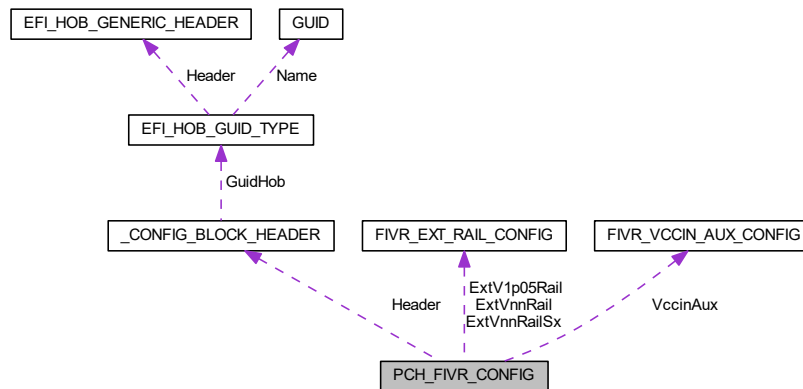 EFI_HOB_GENERIC_HEADER
GUID
Header
Name
EFI_HOB_GUID_TYPE
GuidHob
_CONFIG_BLOCK_HEADER
FIVR_EXT_RAIL_CONFIG
FIVR_VCCIN_AUX_CONFIG
Header
ExtV1p05Rail
ExtVnnRail
ExtVnnRailSx
VccinAux
PCH_FIVR_CONFIG